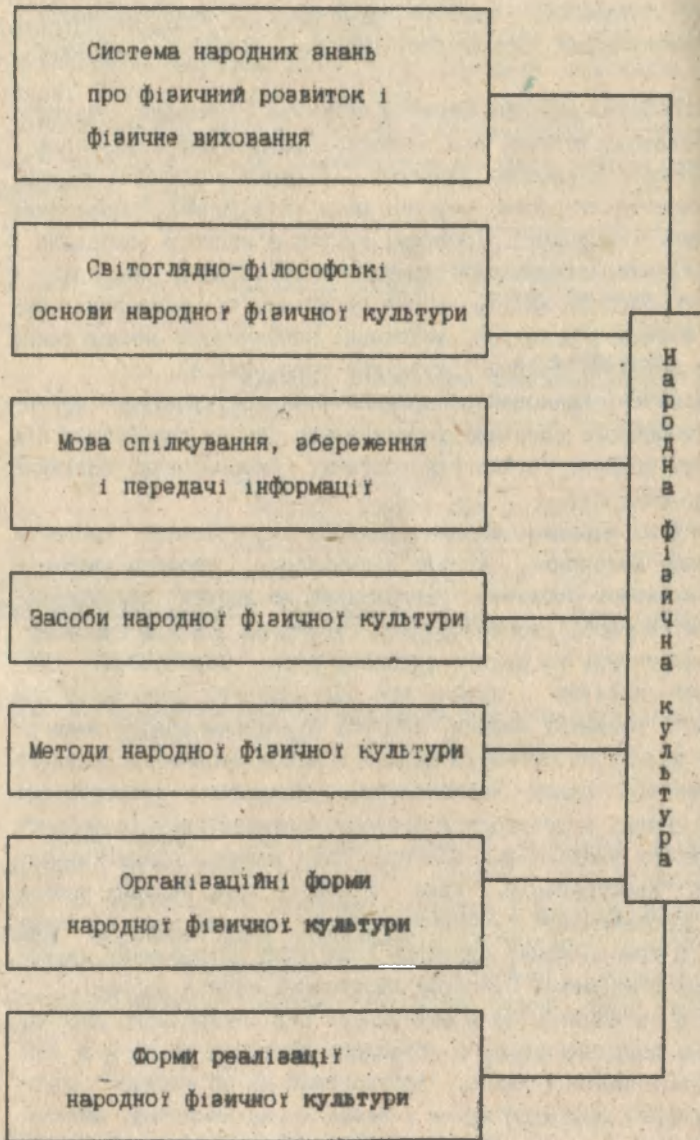 Система народних знань
про фізичний розвиток і
фізичне виховання
Світоглядно-філософські
основи народної фізичної культури
Мова спілкування, збереження
і передачі інформації
Засоби народної фізичної культури
Методи народної фізичної культури
Організаційні форми
народної фізичної культури
Форми реалізації
народної фізичної культури
Народна фізична культура